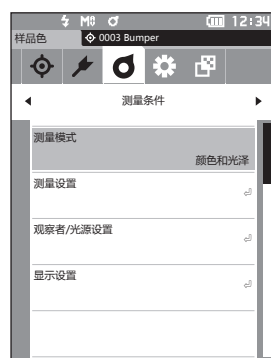 M0 12:34
样品色 0003 Bumper
测量条件
测量模式
颜色和光泽
测量设置
观察者/光源设置
显示设置